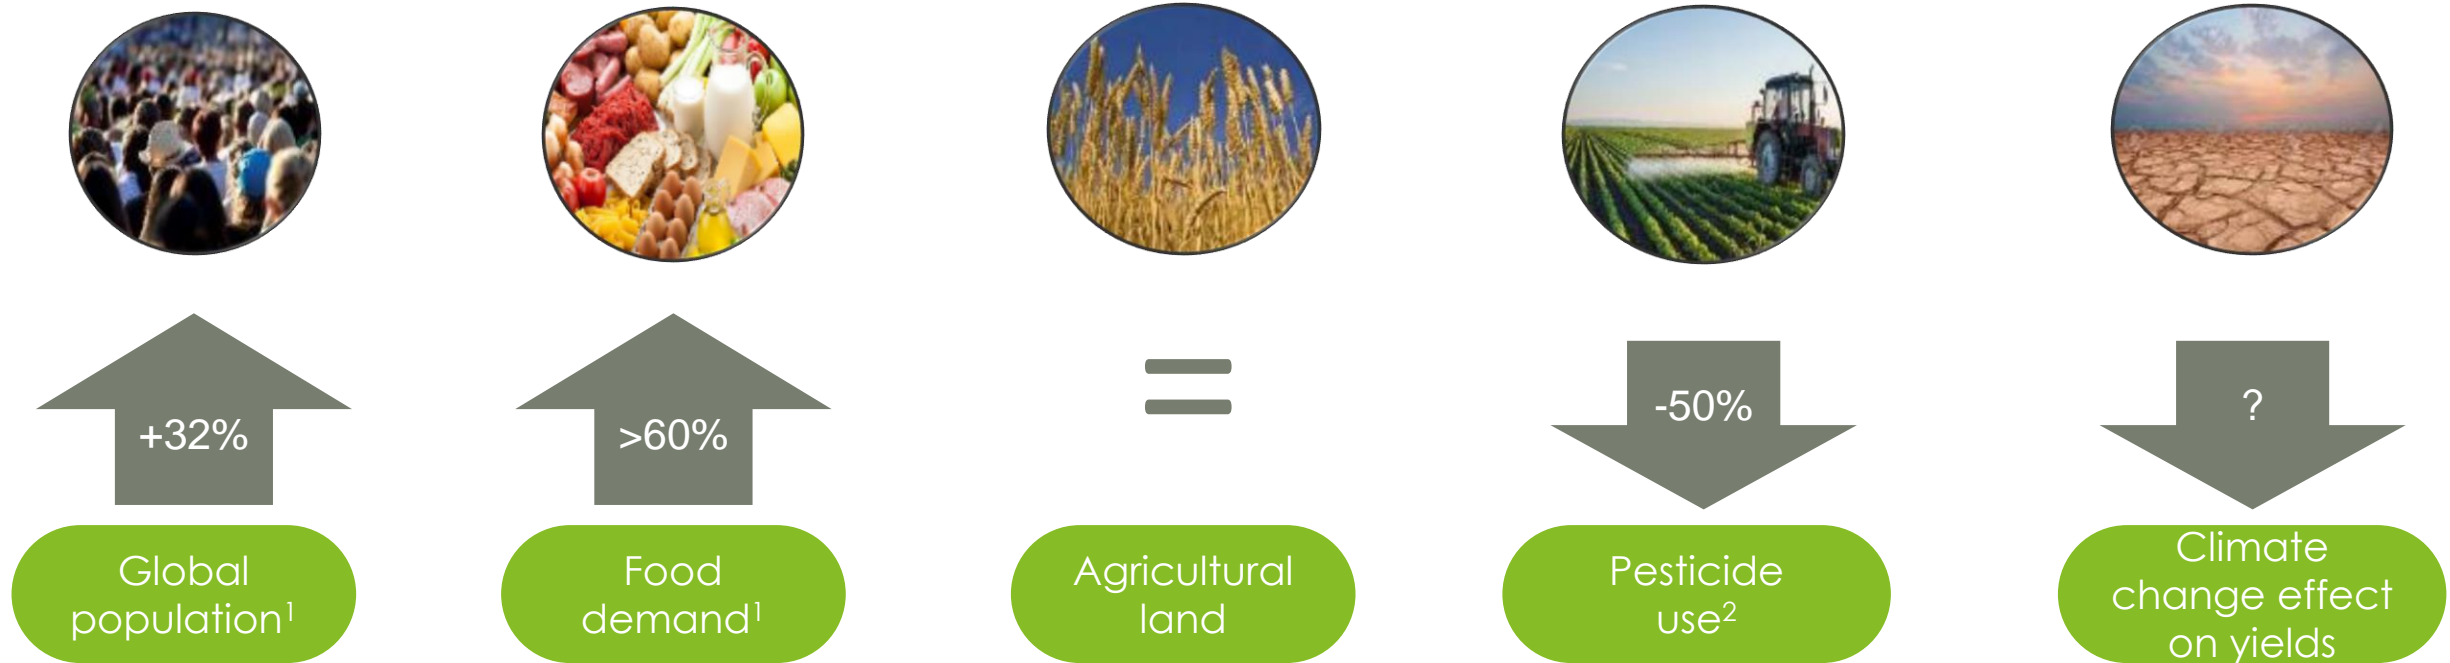 +32%
>60%
=
-50%
?
Global
population¹
Food
demand¹
Agricultural
land
Pesticide
use²
Climate
change effect
on yields